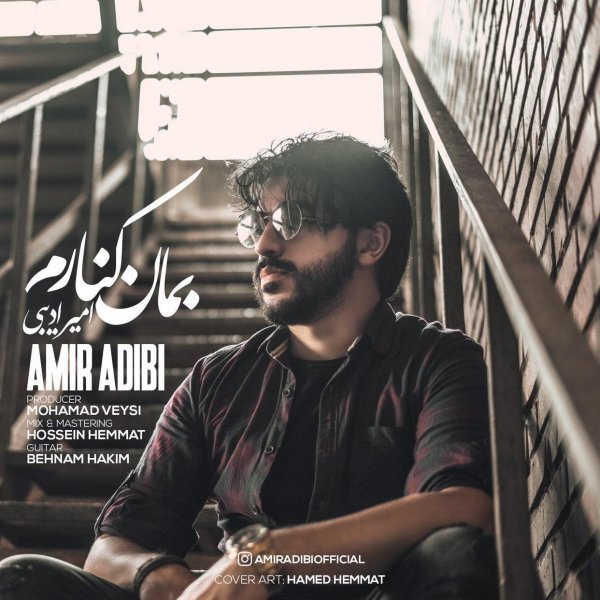 بمان کنارم
امیر ادیبی
AMIR ADIBI
PRODUCER
MOHAMAD VEYSI
MIX & MASTERING
HOSSEIN HEMMAT
GUITAR
BEHNAM HAKIM
AMIRADIBIOFFICIAL
COVER ART: HAMED HEMMAT